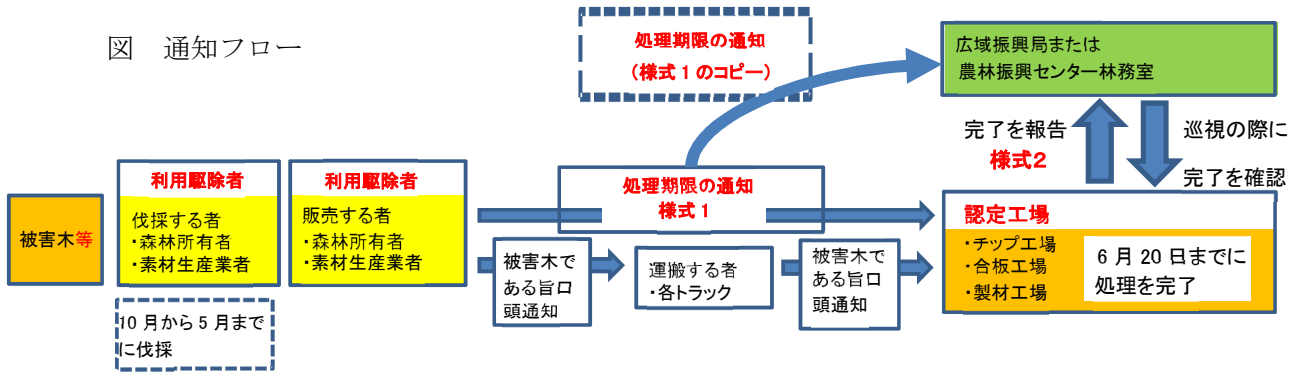 図　通知フロー
処理期限の通知
（様式1のコピー）
広域振興局または
農林振興センター林務室
完了を報告
様式2
巡視の際に
完了を確認
被害木等
利用駆除者
伐採する者
・森林所有者
・素材生産業者
10月から5月まで
に伐採
利用駆除者
販売する者
・森林所有者
・素材生産業者
処理期限の通知
様式1
被害木で
ある旨口
頭通知
運搬する者
・各トラック
被害木で
ある旨口
頭通知
認定工場
・チップ工場
・合板工場
・製材工場
6月20日までに
処理を完了